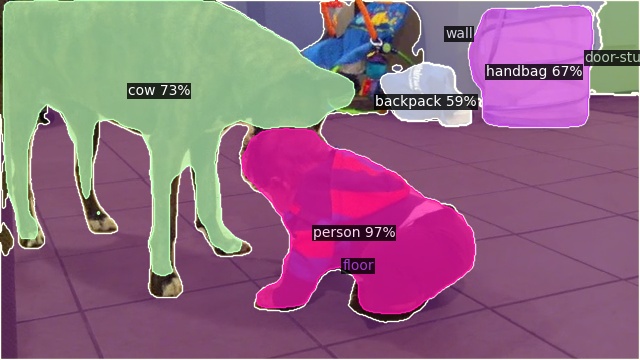 wall
door-stu
handbag 67%
cow 73%
backpack 59%
person 97%
floor